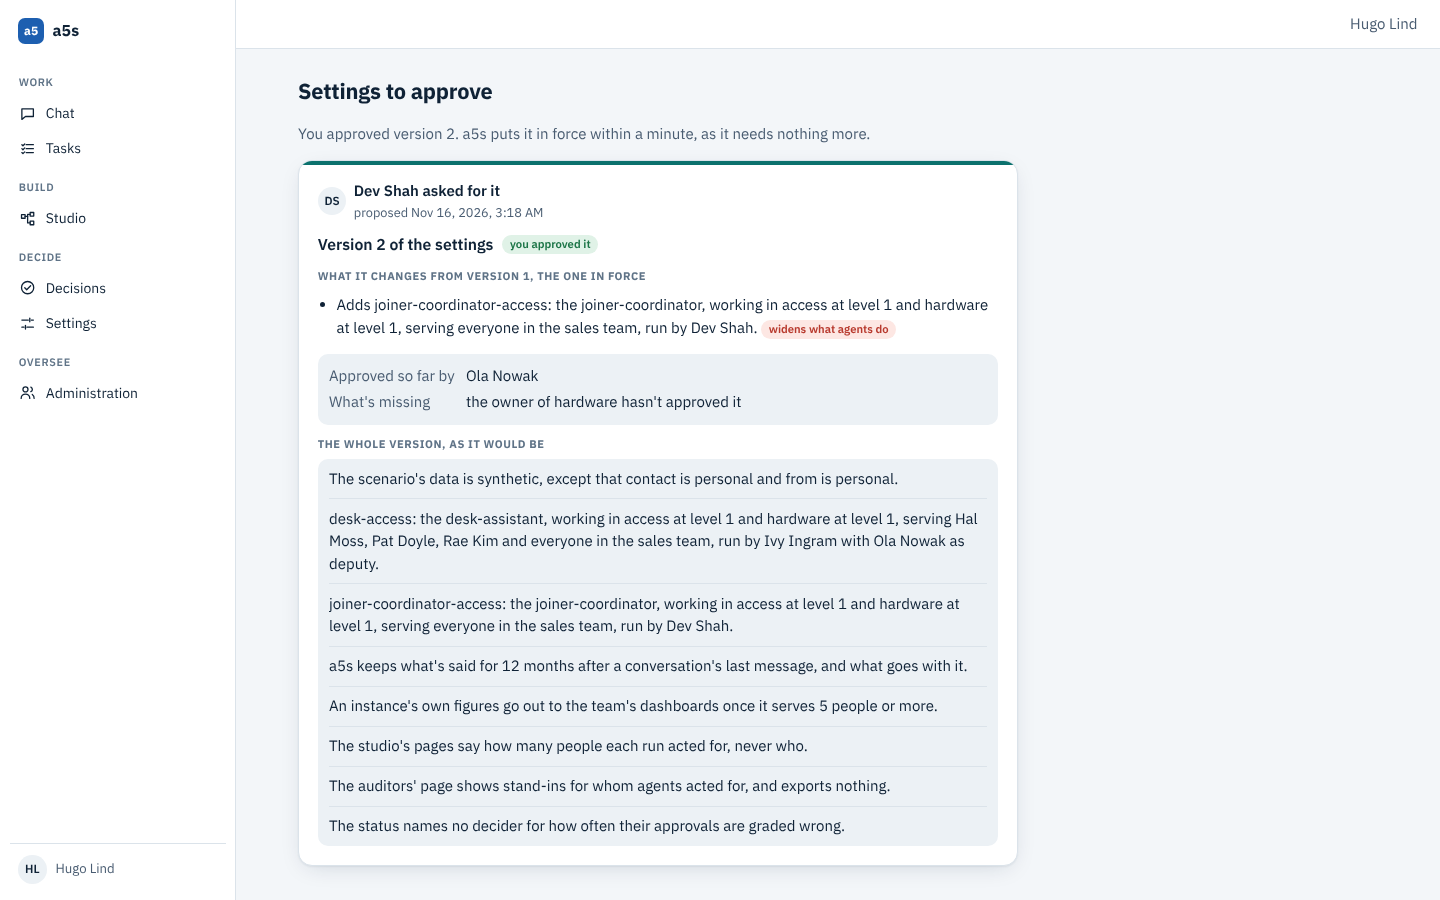 a5 a5s
Hugo Lind
WORK
Chat
Tasks
BUILD
Studio
DECIDE
Decisions
Settings
OVERSEE
Administration
HL Hugo Lind
Settings to approve
You approved version 2. a5s puts it in force within a minute, as it needs nothing more.
DS
Dev Shah asked for it
proposed Nov 16, 2026, 3:18 AM
Version 2 of the settings you approved it
WHAT IT CHANGES FROM VERSION 1, THE ONE IN FORCE
• Adds joiner-coordinator-access: the joiner-coordinator, working in access at level 1 and hardware
at level 1, serving everyone in the sales team, run by Dev Shah. widens what agents do
Approved so far by Ola Nowak
What's missing the owner of hardware hasn't approved it
THE WHOLE VERSION, AS IT WOULD BE
The scenario's data is synthetic, except that contact is personal and from is personal.
desk-access: the desk-assistant, working in access at level 1 and hardware at level 1, serving Hal
Moss, Pat Doyle, Rae Kim and everyone in the sales team, run by Ivy Ingram with Ola Nowak as
deputy.
joiner-coordinator-access: the joiner-coordinator, working in access at level 1 and hardware at
level 1, serving everyone in the sales team, run by Dev Shah.
a5s keeps what's said for 12 months after a conversation's last message, and what goes with it.
An instance's own figures go out to the team's dashboards once it serves 5 people or more.
The studio's pages say how many people each run acted for, never who.
The auditors' page shows stand-ins for whom agents acted for, and exports nothing.
The status names no decider for how often their approvals are graded wrong.